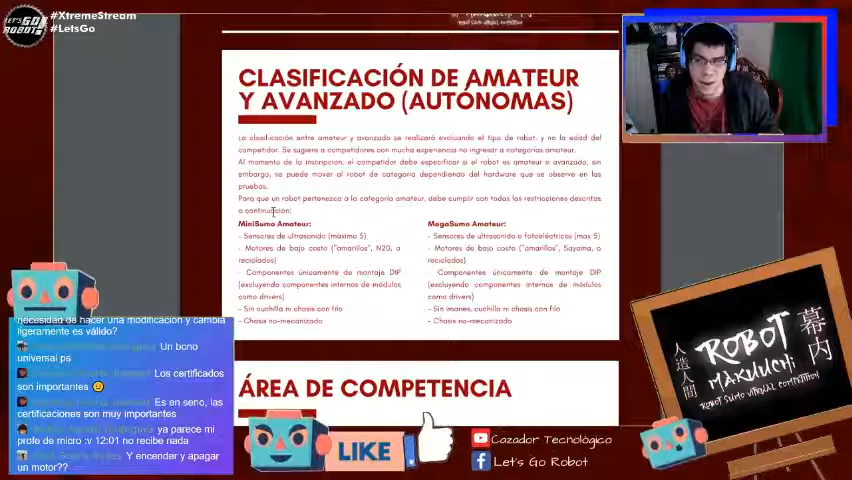 #XtremeStream
#LetsGo
LET'S
GO
ROBOT!
CLASIFICACIÓN DE AMATEUR
Y AVANZADO (AUTÓNOMAS)
La clasificación entre amateur y avanzado se realizará evaluando el tipo de robot, y no la edad del
competidor. Se sugiere a competidores con mucha experiencia no ingresar a categorías amateur.
Al momento de la inscripcion, el competidor debe especificar si el robot es amateur o avanzado, sin
embargo, se puede mover al robot de categoría dependiendo del hardware que se observe en las
pruebas.
Para que un robot pertenezca a la categoría amateur, debe cumplir con todas las restricciones descritas
a continuación:
MiniSumo Amateur:
- Sensores de ultrasonido (máximo 5)
- Motores de bajo costo ("amarillos", N20, o
reciclados)
- Componentes únicamente de montaje DIP
(excluyendo componentes internos de módulos
como drivers)
- Sin cuchilla ni chasis con filo
- Chasis no-mecanizado
MegaSumo Amateur:
- Sensores de ultrasonido o fotoeléctricos (max 5)
- Motores de bajo costo ("amarillos", Sayama, o
reciclados)
- Componentes únicamente de montaje DIP
(excluyendo componentes internos de módulos
como drivers)
- Sin imanes, cuchilla ni chasis con filo
- Chasis no-mecanizado
ÁREA DE COMPETENCIA
necesidad de hacer una modificación y cambia
ligeramente es válido?
Un bono
universal ps
Los certificados
son importantes
Es en seno, las
certificaciones son muy importantes
ya parece mi
profe de micro :v 12:01 no recibe nada
Y encender y apagar
un motor??
LIKE
Cazador Tecnológico
Let's Go Robot
ROBOT
MAKUUCHI
ROBOT SUMO VIRTUAL COMPETITION
幕内
人造人間